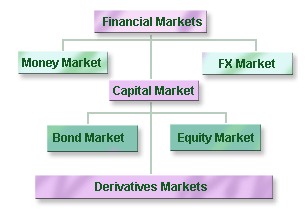 Financial Markets
Money Market
FX Market
Capital Market
Bond Market
Equity Market
Derivatives Markets